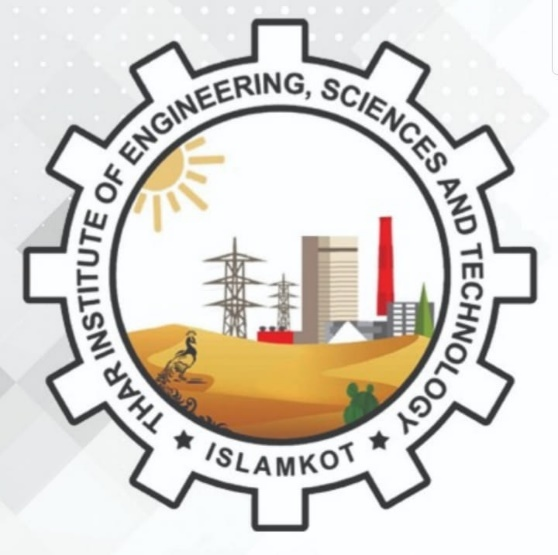 THAR INSTITUTE OF ENGINEERING, SCIENCES AND TECHNOLOGY
★ ISLAMKOT ★